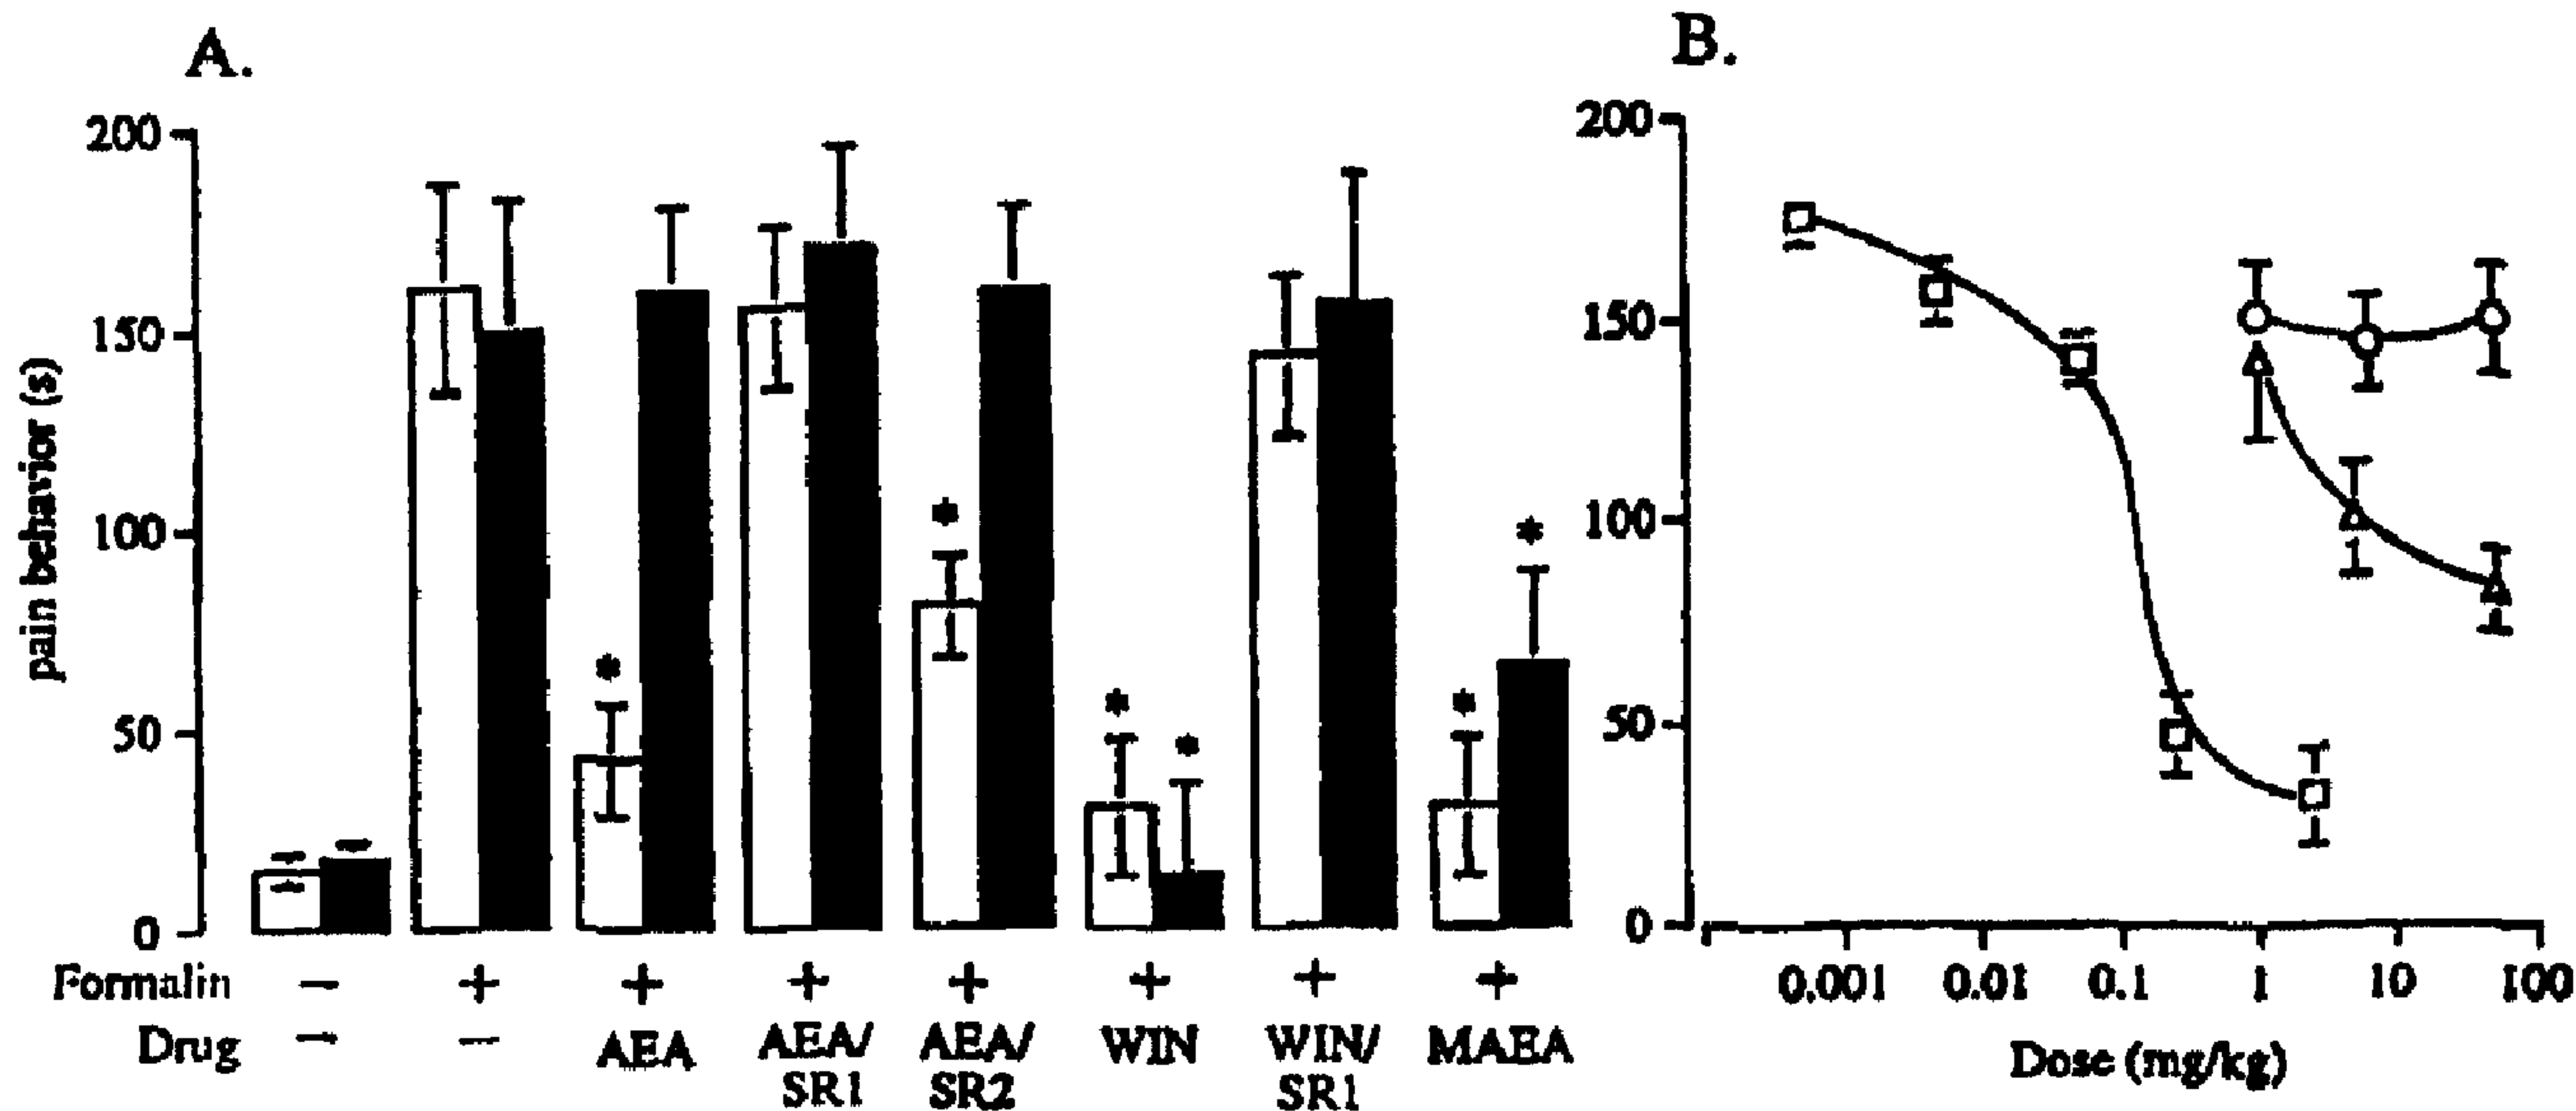 A.
200
150
100
50
0
pain behavior (s)
* * * * * *
Formalin − + + + + + + +
Drug − − AEA AEA/SR1 AEA/SR2 WIN WIN/SR1 MAEA
B.
200
150
100
50
0
0.001 0.01 0.1 1 10 100
Dose (mg/kg)